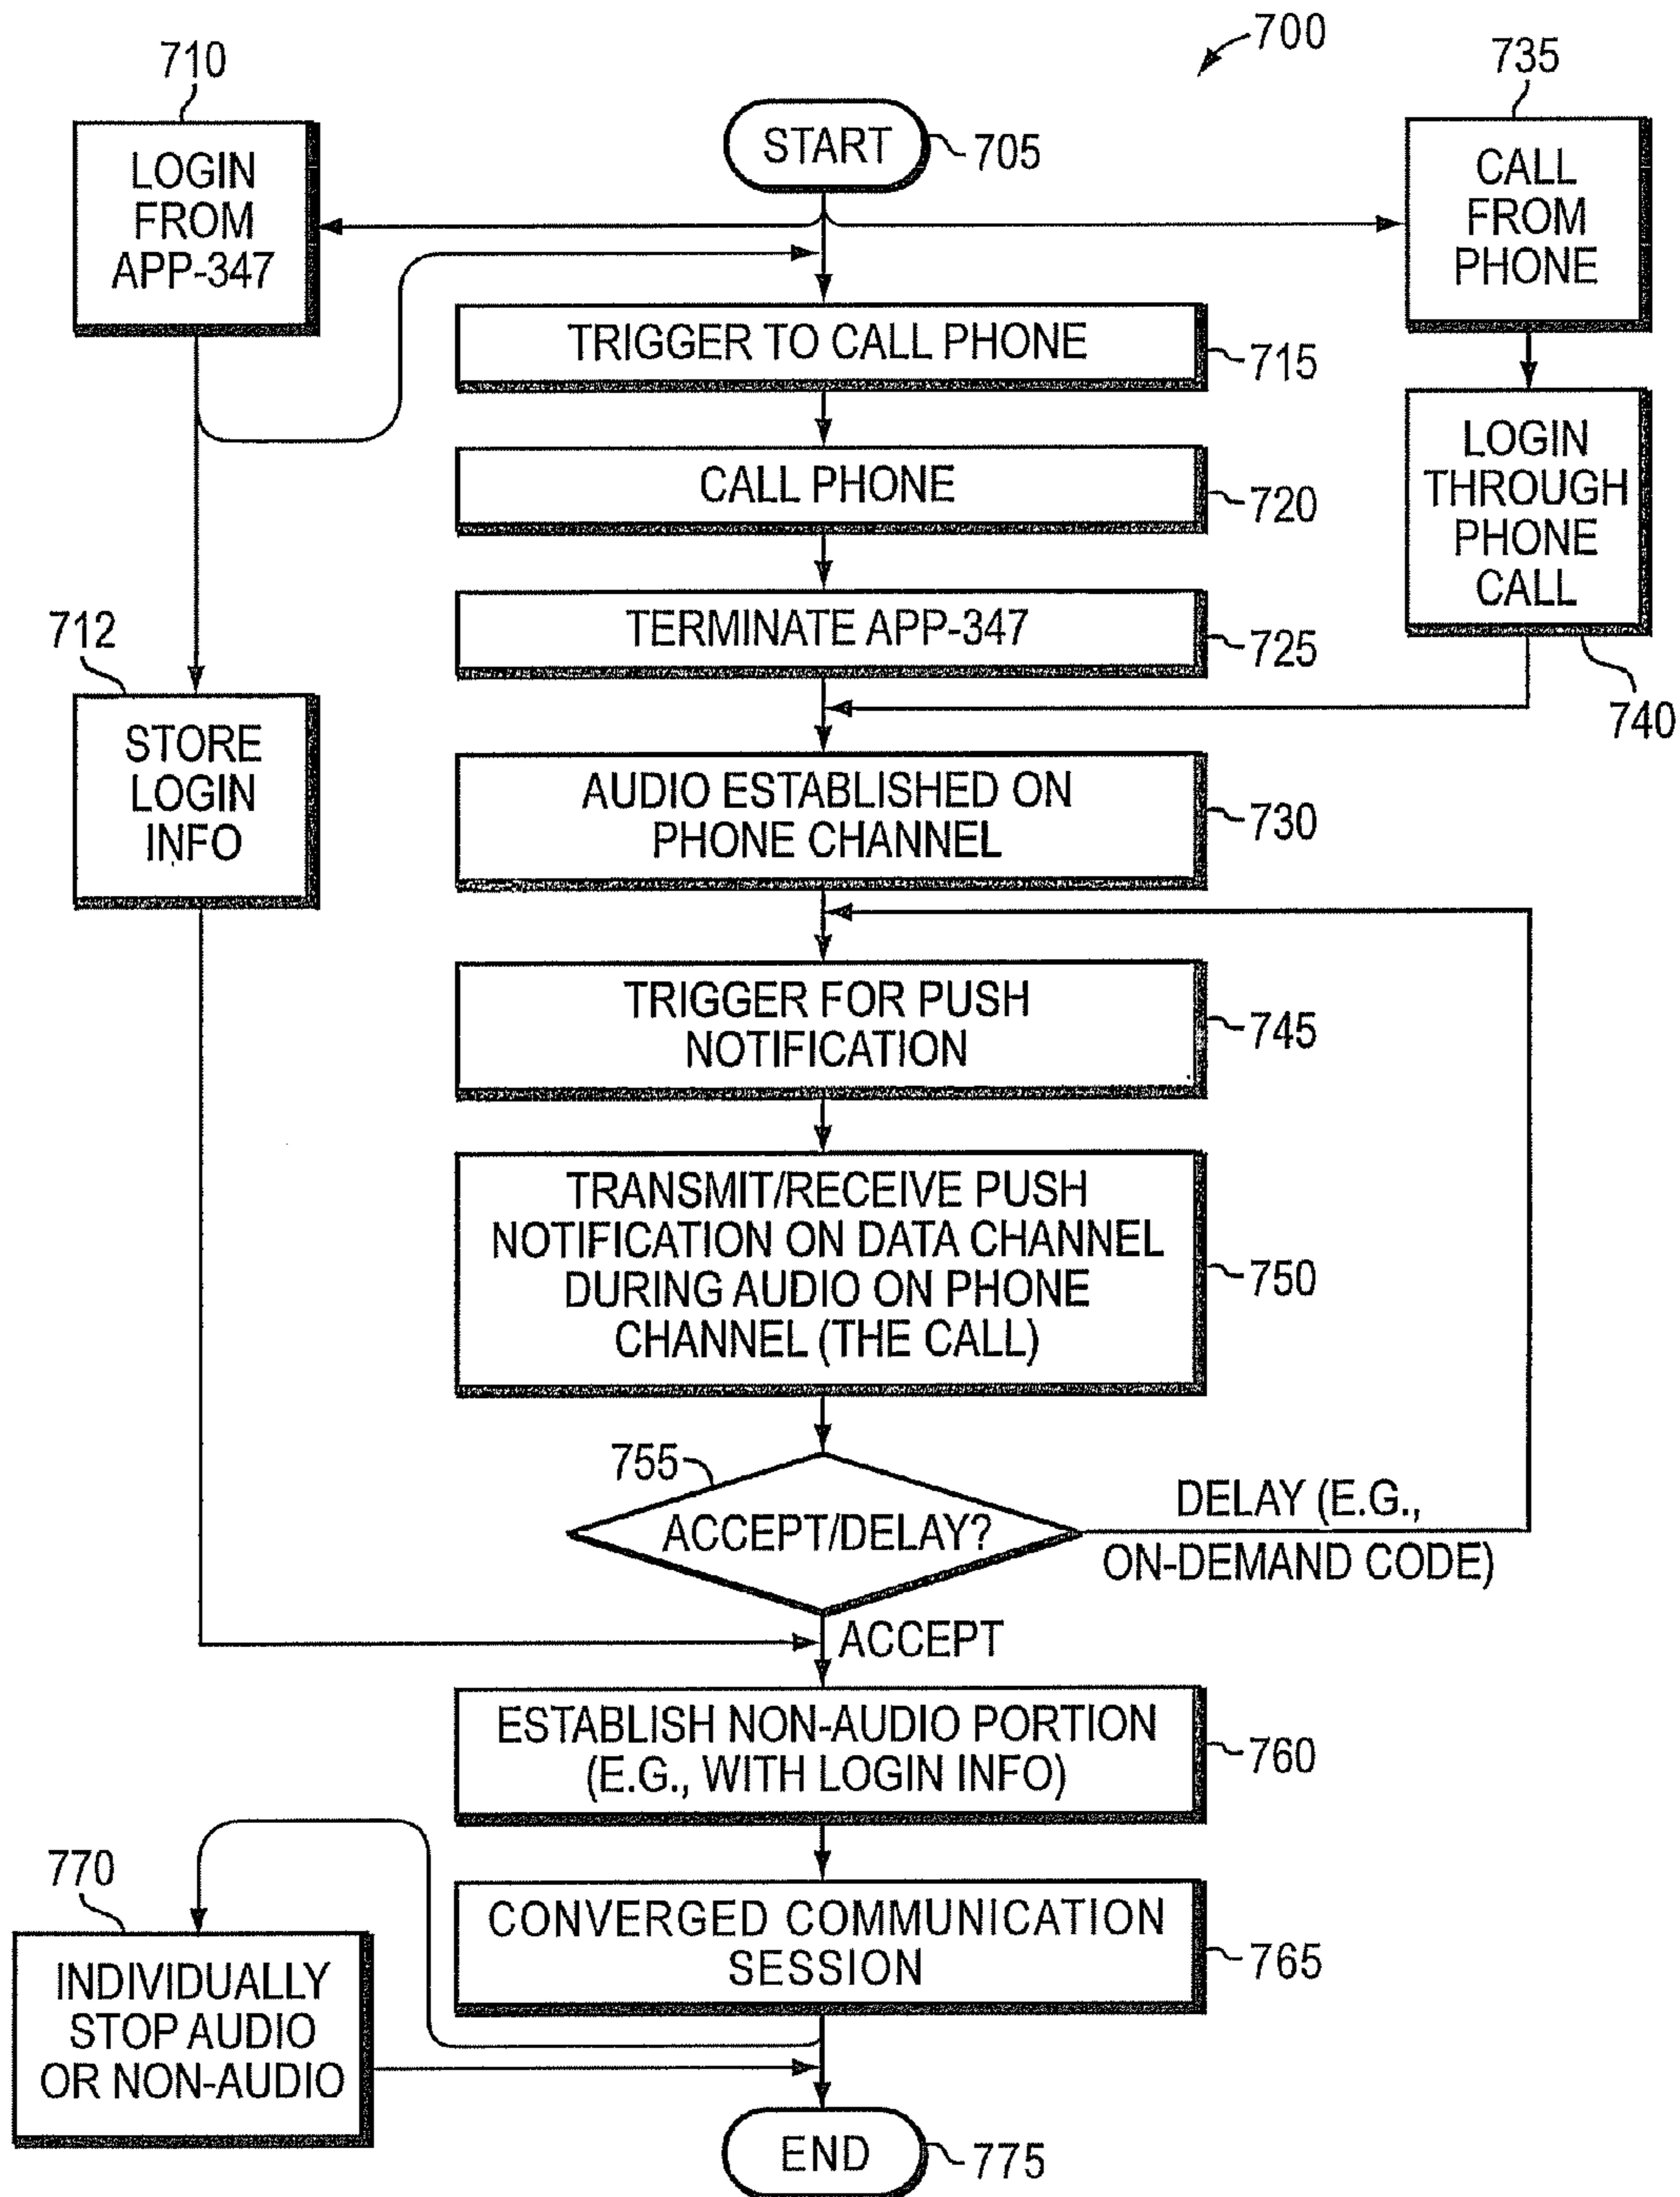 700
710
LOGIN
FROM
APP-347
START
705
735
CALL
FROM
PHONE
TRIGGER TO CALL PHONE
715
CALL PHONE
720
LOGIN
THROUGH
PHONE
CALL
740
TERMINATE APP-347
725
712
STORE
LOGIN
INFO
AUDIO ESTABLISHED ON
PHONE CHANNEL
730
TRIGGER FOR PUSH
NOTIFICATION
745
TRANSMIT/RECEIVE PUSH
NOTIFICATION ON DATA CHANNEL
DURING AUDIO ON PHONE
CHANNEL (THE CALL)
750
755
ACCEPT/DELAY?
DELAY (E.G.,
ON-DEMAND CODE)
ACCEPT
ESTABLISH NON-AUDIO PORTION
(E.G., WITH LOGIN INFO)
760
CONVERGED COMMUNICATION
SESSION
765
770
INDIVIDUALLY
STOP AUDIO
OR NON-AUDIO
END
775